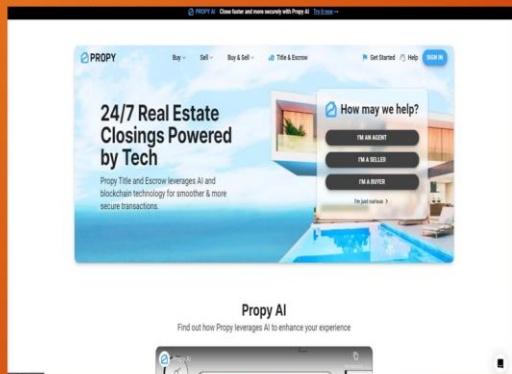 PROPY AI Close faster and more securely with Propy AI Try it now →
PROPY
Buy
Sell
Buy & Sell
Title & Escrow
Get Started
Help
SIGN IN
24/7 Real Estate
Closings Powered
by Tech
Propy Title and Escrow leverages AI and
blockchain technology for smoother & more
secure transactions.
How may we help?
I'M AN AGENT
I'M A SELLER
I'M A BUYER
I'm just curious >
Propy AI
Find out how Propy leverages AI to enhance your experience
Propy AI